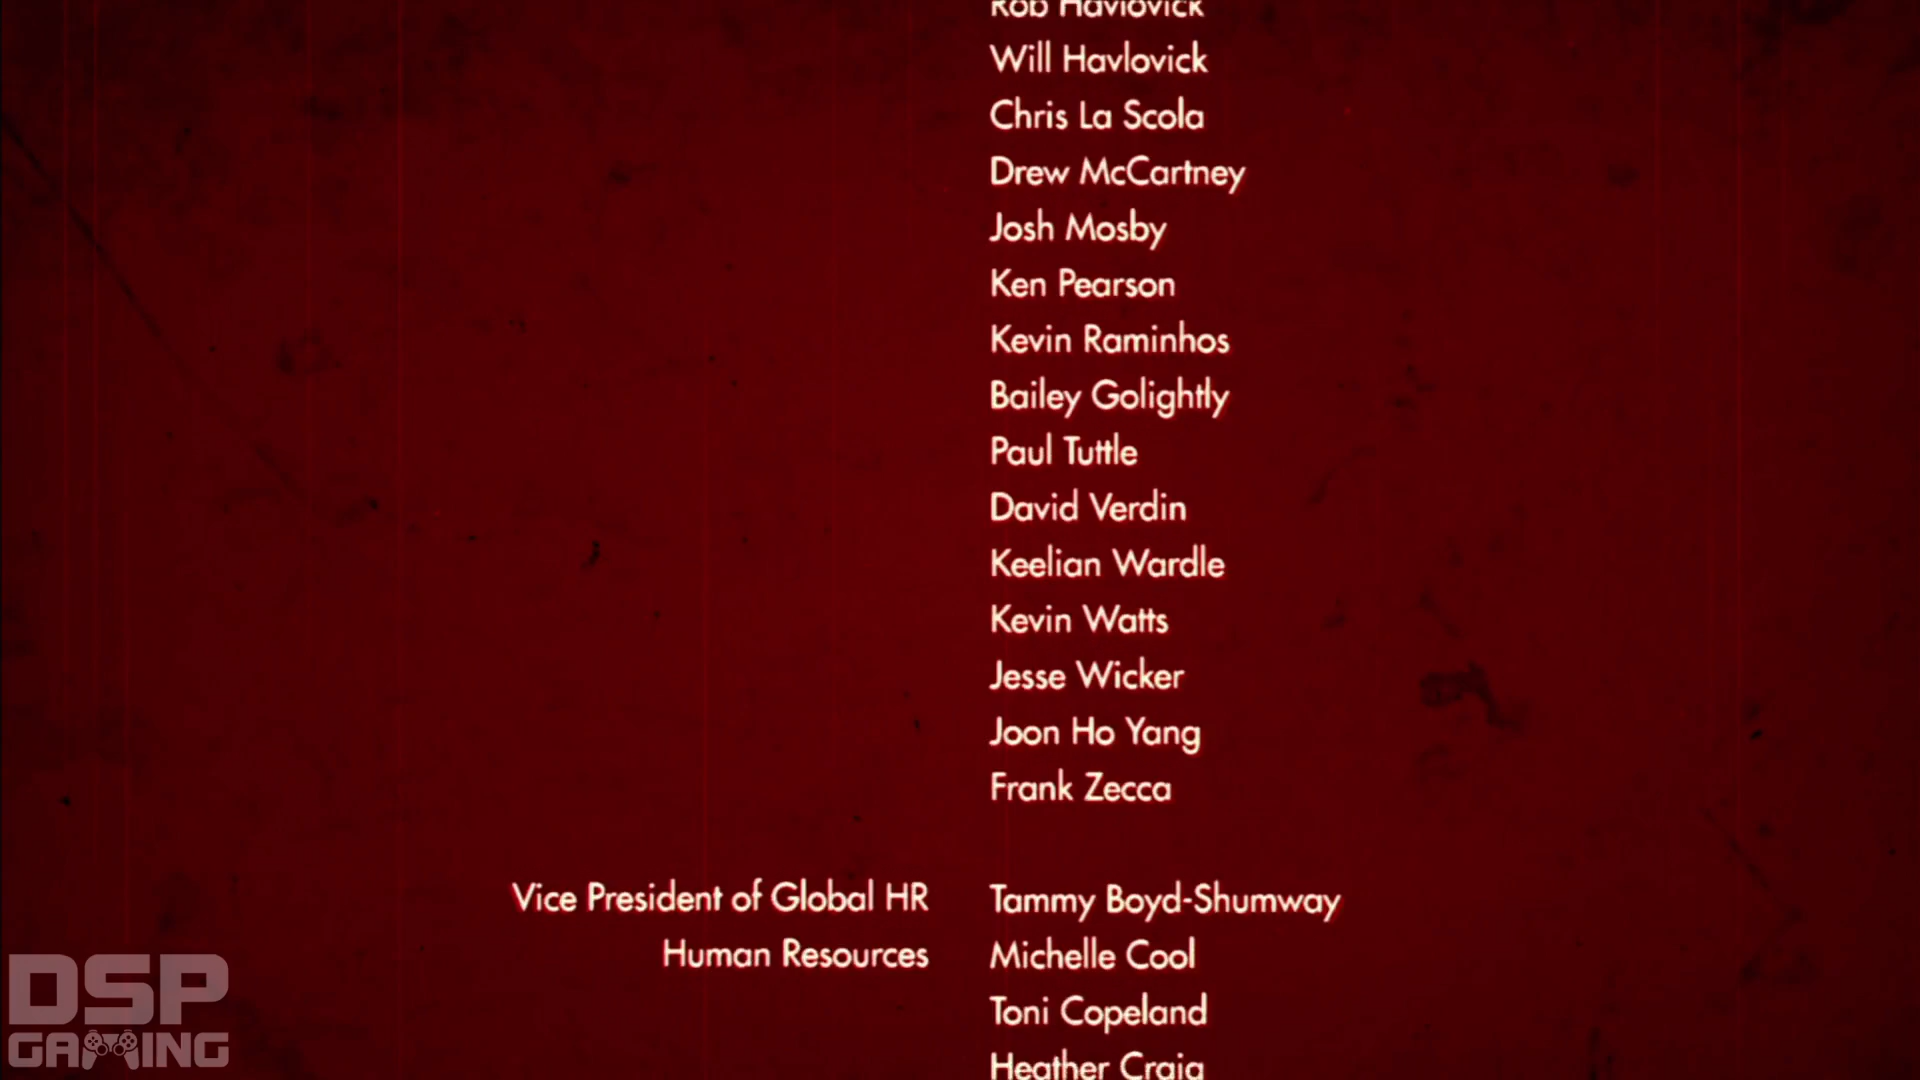 Rob Havlovick
Will Havlovick
Chris La Scola
Drew McCartney
Josh Mosby
Ken Pearson
Kevin Raminhos
Bailey Golightly
Paul Tuttle
David Verdin
Keelian Wardle
Kevin Watts
Jesse Wicker
Joon Ho Yang
Frank Zecca
Vice President of Global HR Tammy Boyd-Shumway
Human Resources Michelle Cool
Toni Copeland
Heather Craig
DSP
GAMING